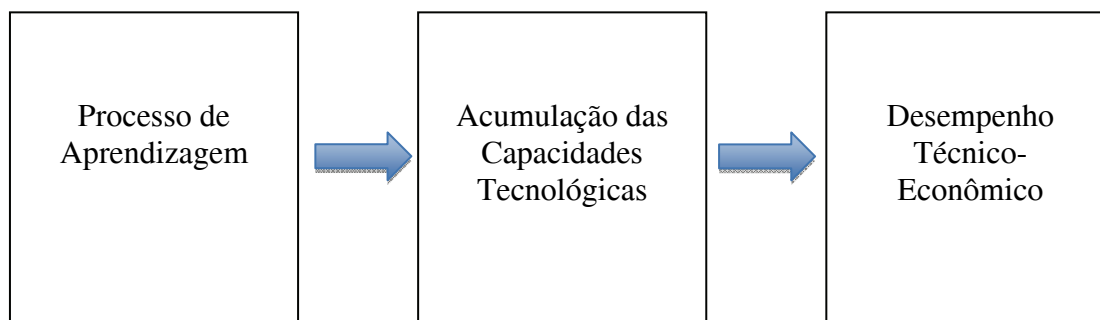 Processo de
Aprendizagem
Acumulação das
Capacidades
Tecnológicas
Desempenho
Técnico-
Econômico